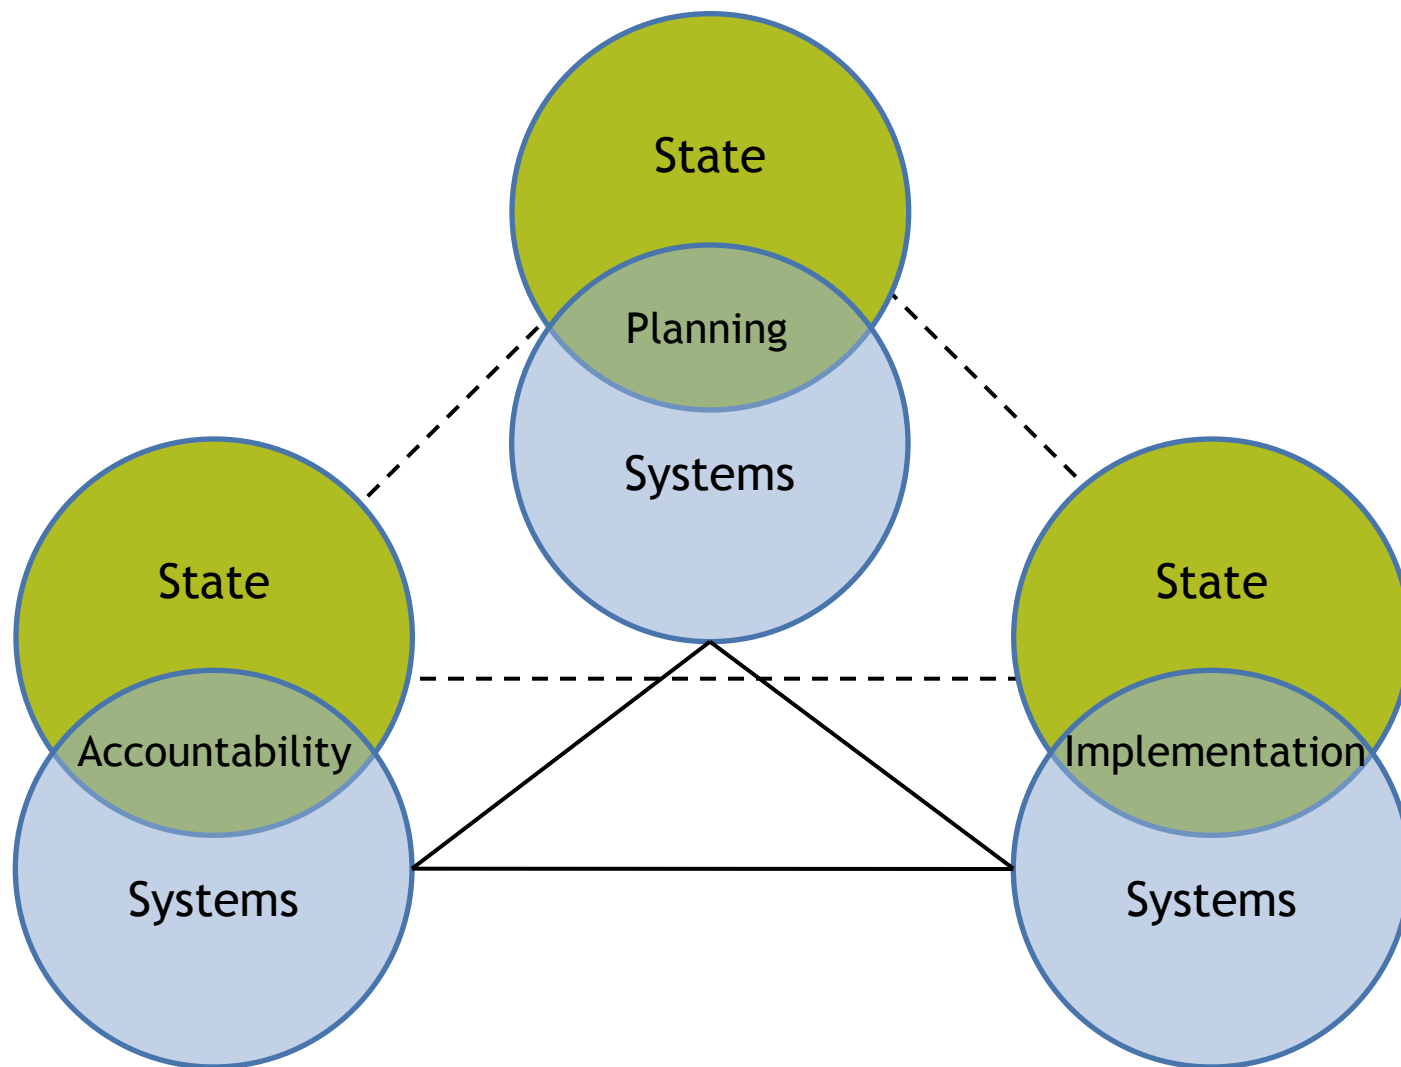 State
Planning
Systems
State
Accountability
Systems
State
Implementation
Systems